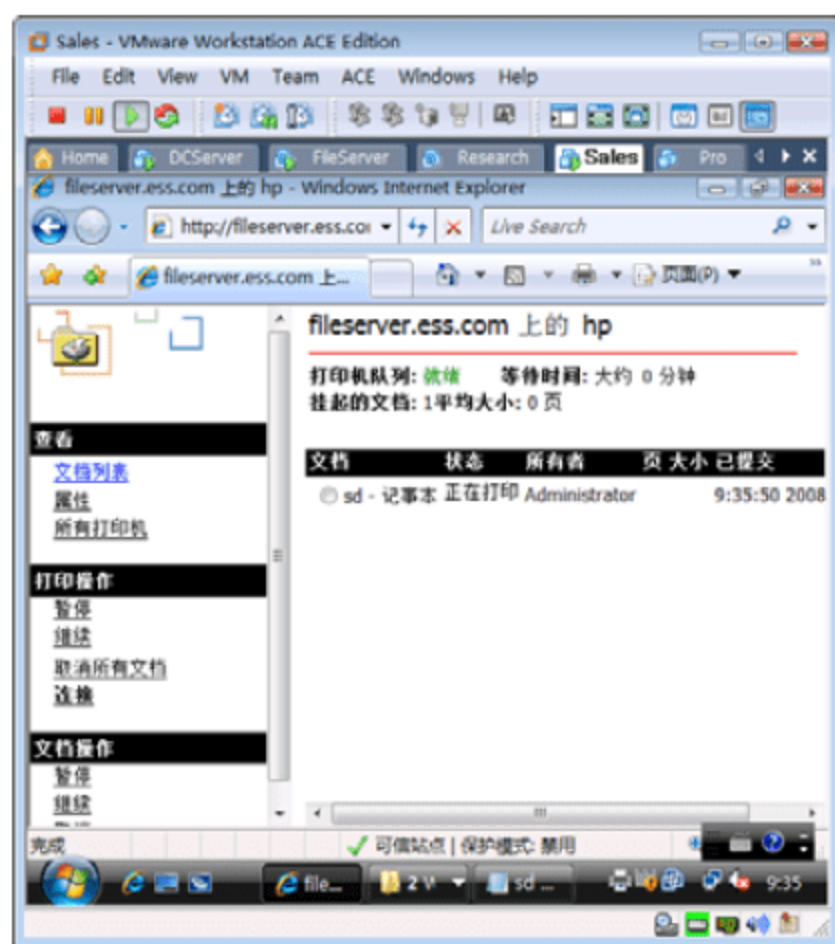 Sales - VMware Workstation ACE Edition
File Edit View VM Team ACE Windows Help
Home DCServer FileServer Research Sales Pro
fileserver.ess.com 上的 hp - Windows Internet Explorer
http://fileserver.ess.co Live Search
fileserver.ess.com 上... 页面(P)
fileserver.ess.com 上的 hp
打印机队列: 就绪 等待时间: 大约 0 分钟
挂起的文档: 1平均大小: 0 页
查看
文档列表
属性
所有打印机
文档 状态 所有者 页 大小 已提交
sd - 记事本 正在打印 Administrator 9:35:50 2008
打印操作
暂停
继续
取消所有文档
连接
文档操作
暂停
继续
完成 可信站点 | 保护模式: 禁用
file... 2 sd ... 9:35